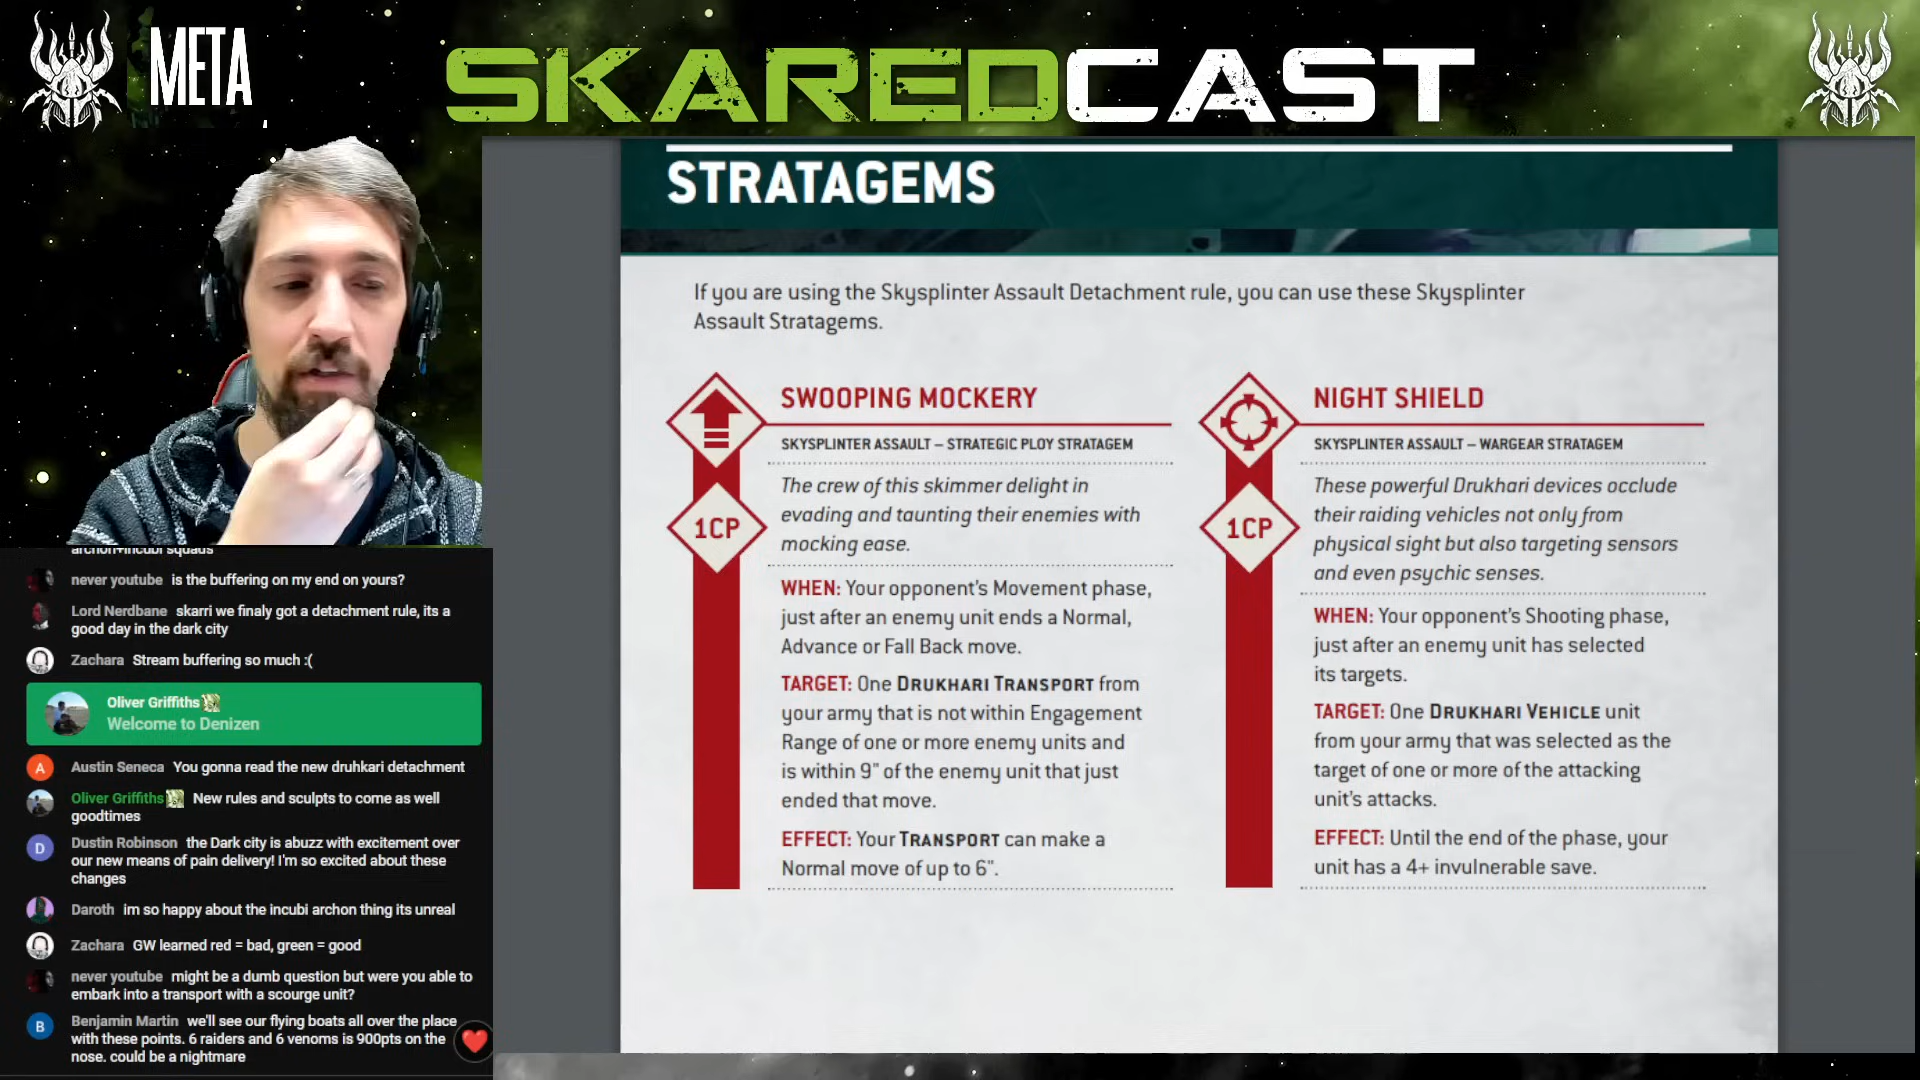 META
SKAREDCAST
STRATAGEMS
If you are using the Skysplinter Assault Detachment rule, you can use these Skysplinter
Assault Stratagems.
SWOOPING MOCKERY
SKYSPLINTER ASSAULT – STRATEGIC PLOY STRATAGEM
The crew of this skimmer delight in
evading and taunting their enemies with
mocking ease.
1CP
WHEN: Your opponent's Movement phase,
just after an enemy unit ends a Normal,
Advance or Fall Back move.
TARGET: One DRUKHARI TRANSPORT from
your army that is not within Engagement
Range of one or more enemy units and
is within 9" of the enemy unit that just
ended that move.
EFFECT: Your TRANSPORT can make a
Normal move of up to 6".
NIGHT SHIELD
SKYSPLINTER ASSAULT – WARGEAR STRATAGEM
These powerful Drukhari devices occlude
their raiding vehicles not only from
physical sight but also targeting sensors
and even psychic senses.
1CP
WHEN: Your opponent's Shooting phase,
just after an enemy unit has selected
its targets.
TARGET: One DRUKHARI VEHICLE unit
from your army that was selected as the
target of one or more of the attacking
unit's attacks.
EFFECT: Until the end of the phase, your
unit has a 4+ invulnerable save.
archon+incubi squads
never youtube is the buffering on my end on yours?
Lord Nerdbane skarri we finaly got a detachment rule, its a
good day in the dark city
Zachara Stream buffering so much :(
Oliver Griffiths
Welcome to Denizen
A
Austin Seneca You gonna read the new druhkari detachment
Oliver Griffiths New rules and sculpts to come as well
goodtimes
D
Dustin Robinson the Dark city is abuzz with excitement over
our new means of pain delivery! I'm so excited about these
changes
Daroth im so happy about the incubi archon thing its unreal
Zachara GW learned red = bad, green = good
never youtube might be a dumb question but were you able to
embark into a transport with a scourge unit?
B
Benjamin Martin we'll see our flying boats all over the place
with these points. 6 raiders and 6 venoms is 900pts on the
nose. could be a nightmare